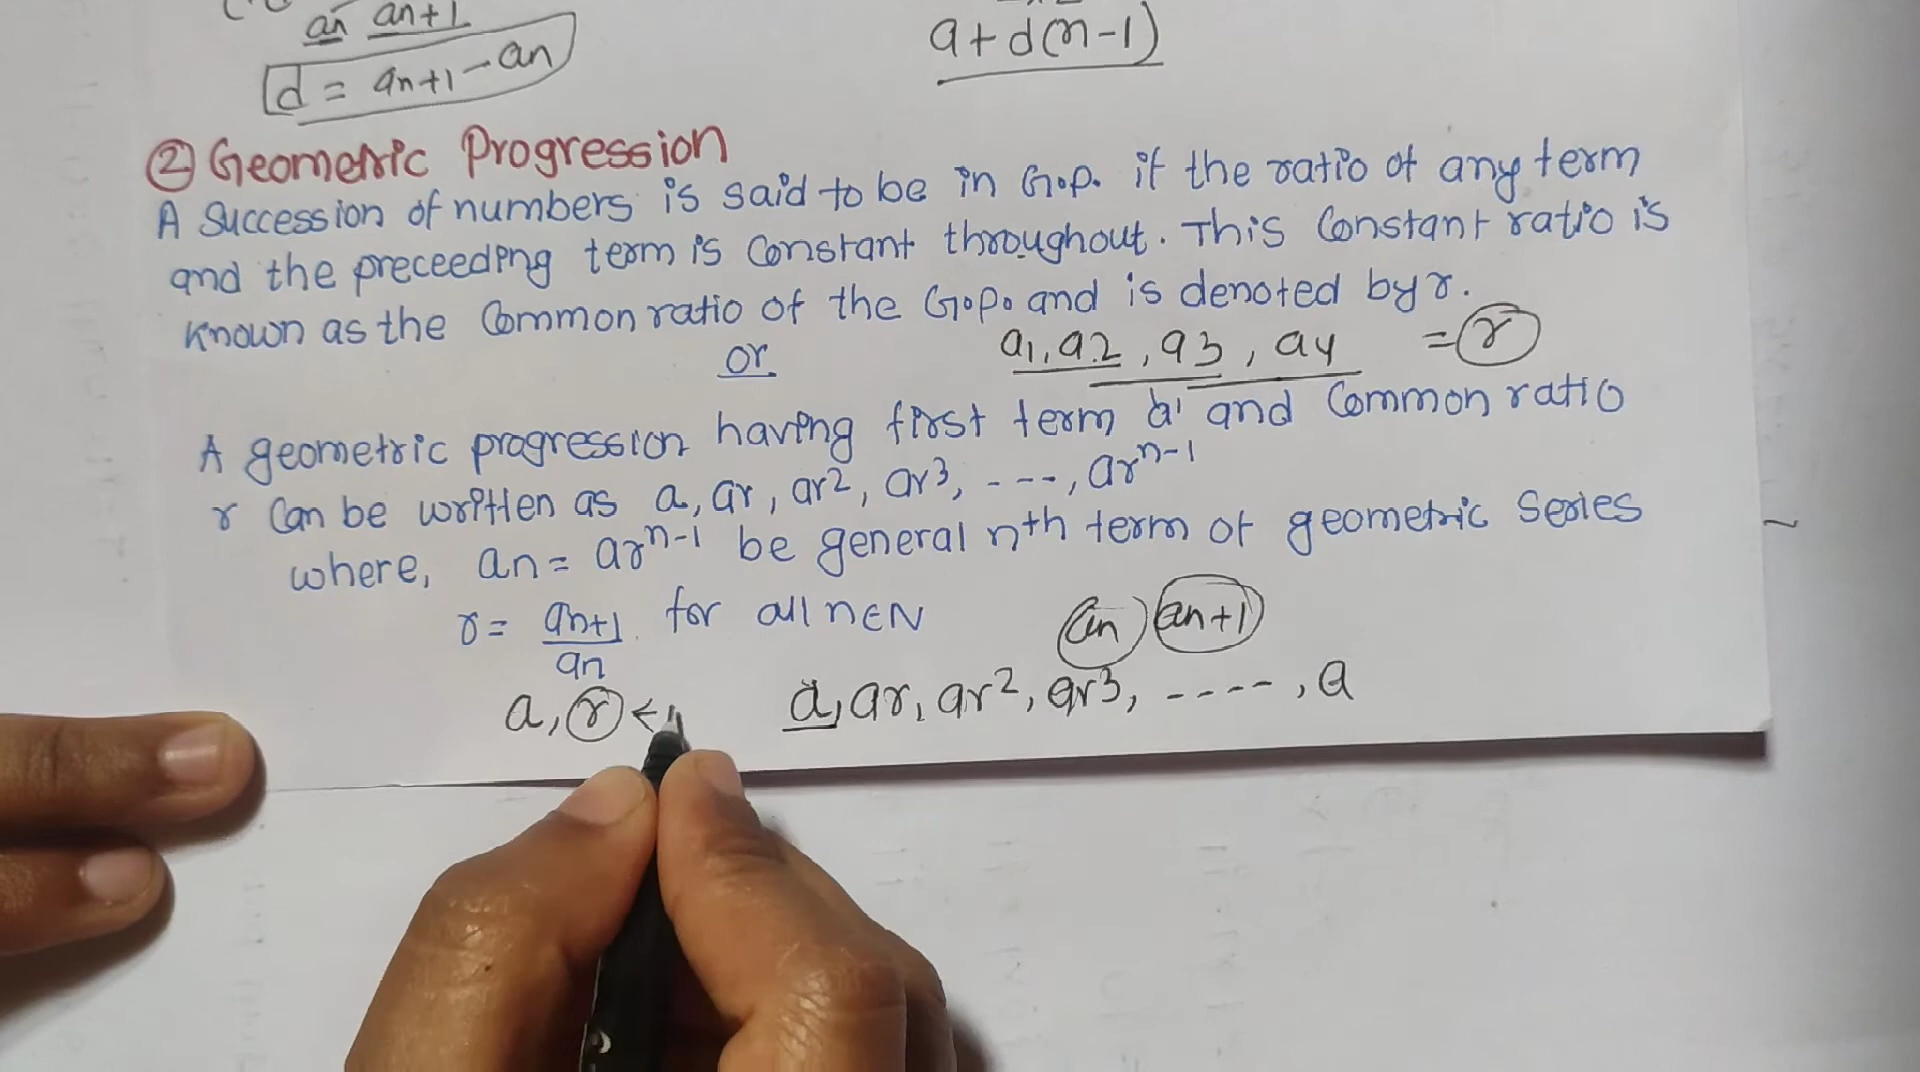 an an+1
d = an+1 - an
a+d(n-1)
② Geometric Progression
A Succession of numbers is said to be in G.P. if the ratio of any term
and the preceeding term is Constant throughout. This Constant ratio is
known as the Common ratio of the G.P. and is denoted by r.
or
a1, a2, a3, a4 = r
A geometric progression having first term 'a' and Common ratio
r Can be written as a, ar, ar², ar³, ----, arⁿ⁻¹
where, an = arⁿ⁻¹ be general nth term of geometric Series
r = an+1/an for all n∈N
an an+1
a, r < a, ar, ar², ar³, -----, a